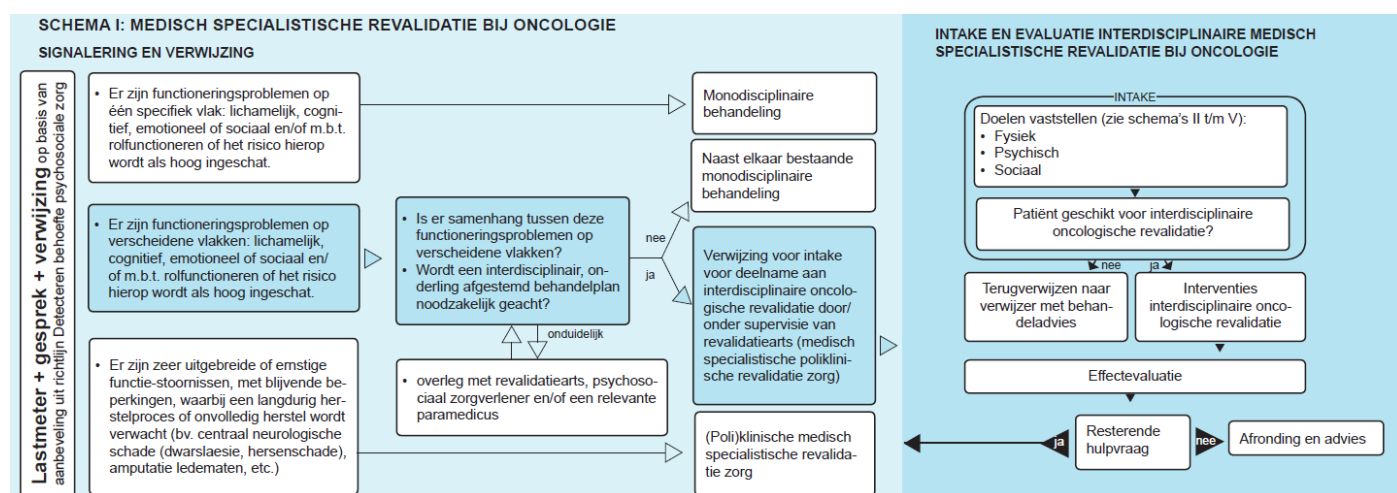 SCHEMA I: MEDISCH SPECIALISTISCHE REVALIDATIE BIJ ONCOLOGIE
SIGNALERING EN VERWIJZING
Lastmeter + gesprek + verwijzing op basis van
aanbeveling uit richtlijn Detecteren behoefte psychosociale zorg
• Er zijn functioneringsproblemen op
één specifiek vlak: lichamelijk, cogni-
tief, emotioneel of sociaal en/of m.b.t.
rolfunctioneren of het risico hierop
wordt als hoog ingeschat.
Monodisciplinaire
behandeling
• Er zijn functioneringsproblemen op
verscheidene vlakken: lichamelijk,
cognitief, emotioneel of sociaal en/
of m.b.t. rolfunctioneren of het risico
hierop wordt als hoog ingeschat.
• Is er samenhang tussen deze
functioneringsproblemen op
verscheidene vlakken?
• Wordt een interdisciplinair, on-
derling afgestemd behandelplan
noodzakelijk geacht?
nee
ja
Naast elkaar bestaande
monodisciplinaire
behandeling
Verwijzing voor intake
voor deelname aan
interdisciplinaire oncolo-
gische revalidatie door/
onder supervisie van
revalidatiearts (medisch
specialistische poliklini-
sche revalidatie zorg)
onduidelijk
• overleg met revalidatiearts, psychoso-
ciaal zorgverlener en/of een relevante
paramedicus
• Er zijn zeer uitgebreide of ernstige
functie-stoornissen, met blijvende be-
perkingen, waarbij een langdurig her-
stelproces of onvolledig herstel wordt
verwacht (bv. centraal neurologische
schade (dwarslaesie, hersenschade),
amputatie ledematen, etc.)
(Poli)klinische medisch
specialistische revalida-
tie zorg
INTAKE EN EVALUATIE INTERDISCIPLINAIRE MEDISCH
SPECIALISTISCHE REVALIDATIE BIJ ONCOLOGIE
INTAKE
Doelen vaststellen (zie schema's II t/m V):
• Fysiek
• Psychisch
• Sociaal
Patiënt geschikt voor interdisciplinaire
oncologische revalidatie?
nee
ja
Terugverwijzen naar
verwijzer met behan-
deladvies
Interventies
interdisciplinaire onco-
logische revalidatie
Effectevaluatie
ja
Resterende
hulpvraag
nee
Afronding en advies